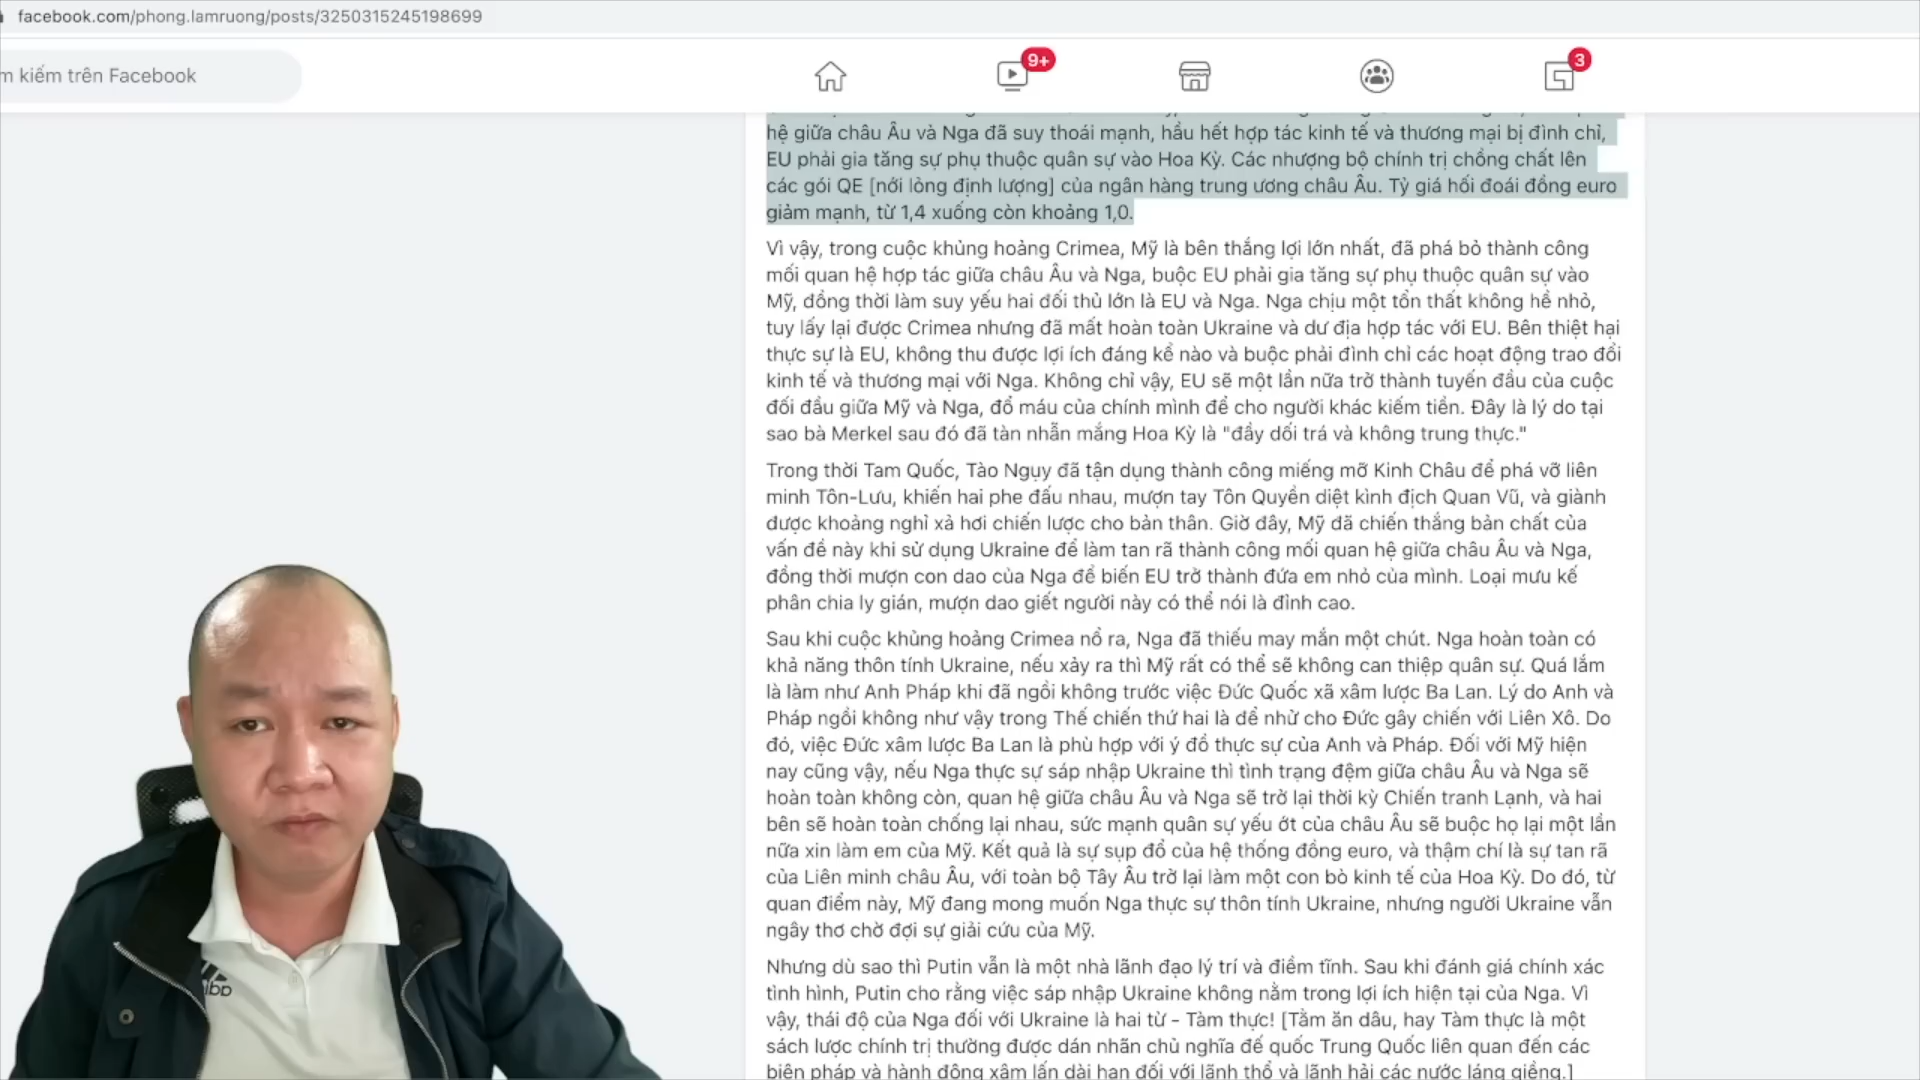 facebook.com/phong.lamruong/posts/3250315245198699
m kiếm trên Facebook
9+
3
hệ giữa châu Âu và Nga đã suy thoái mạnh, hầu hết hợp tác kinh tế và thương mại bị đình chỉ,
EU phải gia tăng sự phụ thuộc quân sự vào Hoa Kỳ. Các nhượng bộ chính trị chồng chất lên
các gói QE [nới lỏng định lượng] của ngân hàng trung ương châu Âu. Tỷ giá hối đoái đồng euro
giảm mạnh, từ 1,4 xuống còn khoảng 1,0.
Vì vậy, trong cuộc khủng hoảng Crimea, Mỹ là bên thắng lợi lớn nhất, đã phá bỏ thành công
mối quan hệ hợp tác giữa châu Âu và Nga, buộc EU phải gia tăng sự phụ thuộc quân sự vào
Mỹ, đồng thời làm suy yếu hai đối thủ lớn là EU và Nga. Nga chịu một tổn thất không hề nhỏ,
tuy lấy lại được Crimea nhưng đã mất hoàn toàn Ukraine và dư địa hợp tác với EU. Bên thiệt hại
thực sự là EU, không thu được lợi ích đáng kể nào và buộc phải đình chỉ các hoạt động trao đổi
kinh tế và thương mại với Nga. Không chỉ vậy, EU sẽ một lần nữa trở thành tuyến đầu của cuộc
đối đầu giữa Mỹ và Nga, đổ máu của chính mình để cho người khác kiếm tiền. Đây là lý do tại
sao bà Merkel sau đó đã tàn nhẫn mắng Hoa Kỳ là "đầy dối trá và không trung thực."
Trong thời Tam Quốc, Tào Ngụy đã tận dụng thành công miếng mỡ Kinh Châu để phá vỡ liên
minh Tôn-Lưu, khiến hai phe đấu nhau, mượn tay Tôn Quyền diệt kình địch Quan Vũ, và giành
được khoảng nghỉ xả hơi chiến lược cho bản thân. Giờ đây, Mỹ đã chiến thắng bản chất của
vấn đề này khi sử dụng Ukraine để làm tan rã thành công mối quan hệ giữa châu Âu và Nga,
đồng thời mượn con dao của Nga để biến EU trở thành đứa em nhỏ của mình. Loại mưu kế
phân chia ly gián, mượn dao giết người này có thể nói là đỉnh cao.
Sau khi cuộc khủng hoảng Crimea nổ ra, Nga đã thiếu may mắn một chút. Nga hoàn toàn có
khả năng thôn tính Ukraine, nếu xảy ra thì Mỹ rất có thể sẽ không can thiệp quân sự. Quá lắm
là làm như Anh Pháp khi đã ngồi không trước việc Đức Quốc xã xâm lược Ba Lan. Lý do Anh và
Pháp ngồi không như vậy trong Thế chiến thứ hai là để nhử cho Đức gây chiến với Liên Xô. Do
đó, việc Đức xâm lược Ba Lan là phù hợp với ý đồ thực sự của Anh và Pháp. Đối với Mỹ hiện
nay cũng vậy, nếu Nga thực sự sáp nhập Ukraine thì tình trạng đệm giữa châu Âu và Nga sẽ
hoàn toàn không còn, quan hệ giữa châu Âu và Nga sẽ trở lại thời kỳ Chiến tranh Lạnh, và hai
bên sẽ hoàn toàn chống lại nhau, sức mạnh quân sự yếu ớt của châu Âu sẽ buộc họ lại một lần
nữa xin làm em của Mỹ. Kết quả là sự sụp đổ của hệ thống đồng euro, và thậm chí là sự tan rã
của Liên minh châu Âu, với toàn bộ Tây Âu trở lại làm một con bò kinh tế của Hoa Kỳ. Do đó, từ
quan điểm này, Mỹ đang mong muốn Nga thực sự thôn tính Ukraine, nhưng người Ukraine vẫn
ngây thơ chờ đợi sự giải cứu của Mỹ.
Nhưng dù sao thì Putin vẫn là một nhà lãnh đạo lý trí và điềm tĩnh. Sau khi đánh giá chính xác
tình hình, Putin cho rằng việc sáp nhập Ukraine không nằm trong lợi ích hiện tại của Nga. Vì
vậy, thái độ của Nga đối với Ukraine là hai từ - Tàm thực! [Tằm ăn dâu, hay Tàm thực là một
sách lược chính trị thường được dán nhãn chủ nghĩa đế quốc Trung Quốc liên quan đến các
biện pháp và hành động xâm lấn dài hạn đối với lãnh thổ và lãnh hải các nước láng giềng.]